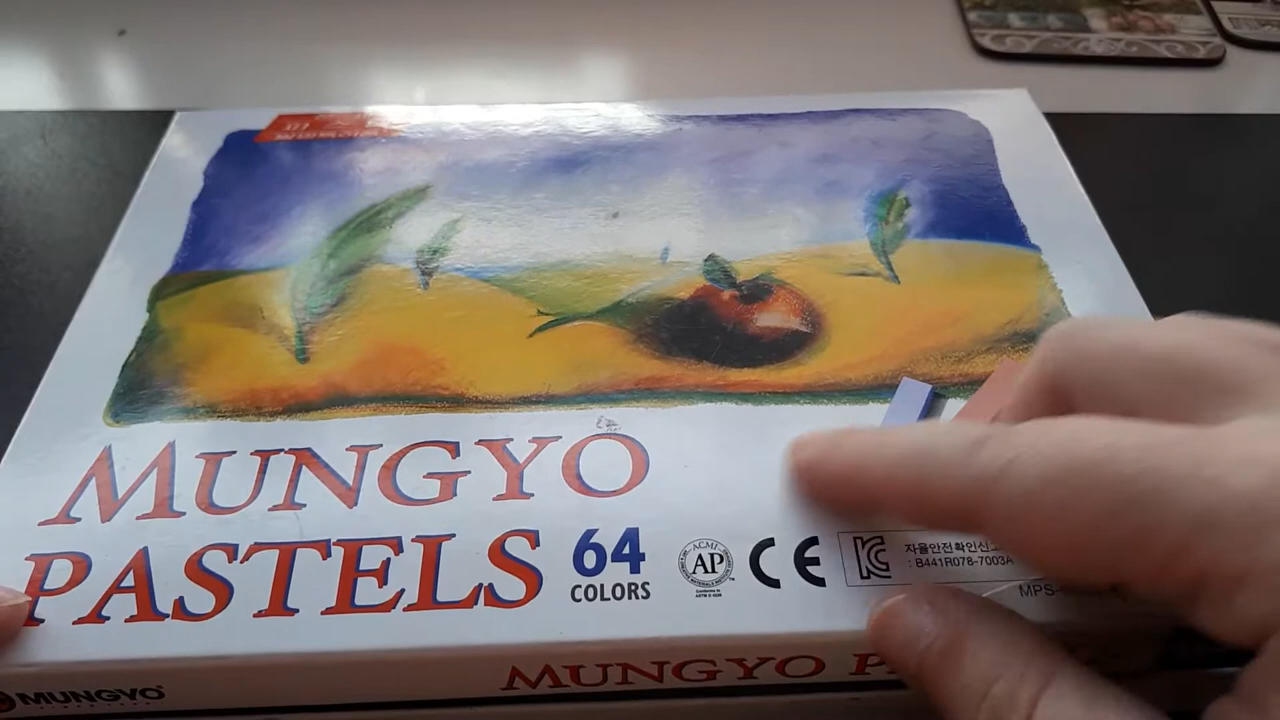 MUNGYO
PASTELS
64
COLORS
ACMI
AP
CE
자율안전확인신고
: B441R078-7003A
MPS-
MUNGYO P
MUNGYO